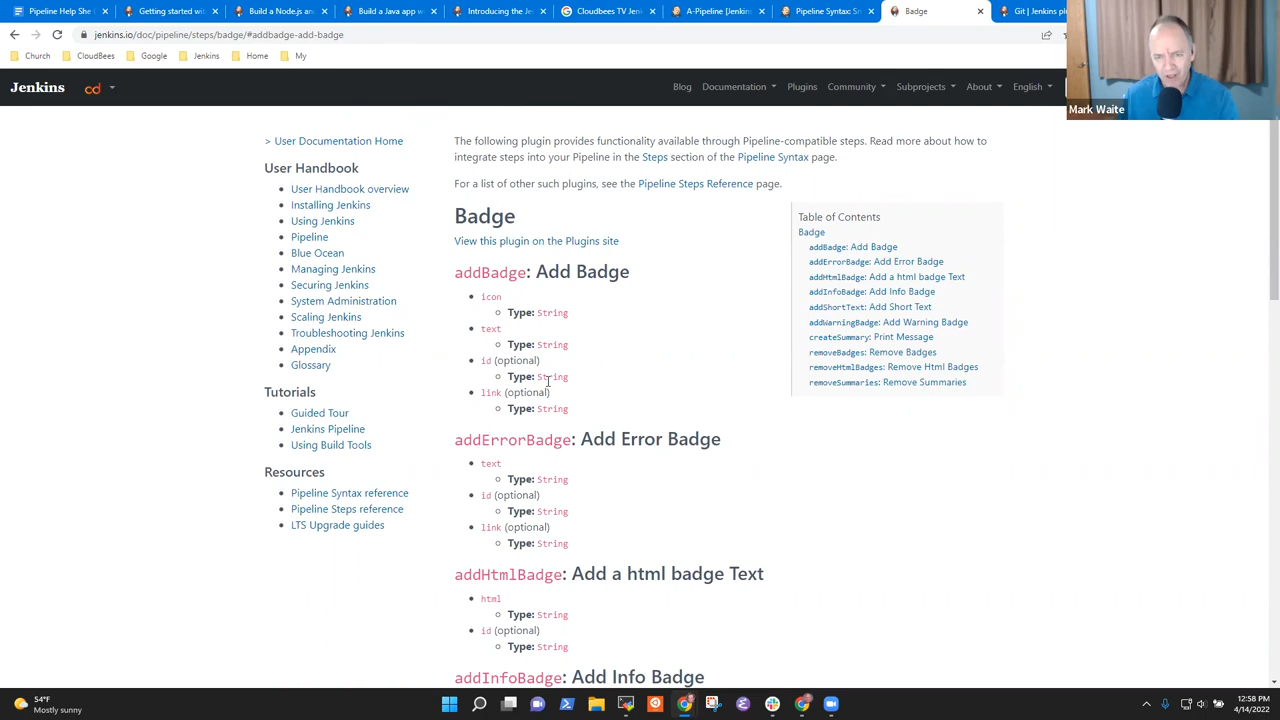 Pipeline Help She
Getting started wit
Build a Node.js an
Build a Java app w
Introducing the Je
Cloudbees TV Jenk
A-Pipeline [Jenkins
Pipeline Syntax: Sn
Badge
Git | Jenkins plu
jenkins.io/doc/pipeline/steps/badge/#addbadge-add-badge
Church
CloudBees
Google
Jenkins
Home
My
Mark Waite
Jenkins
cd
Blog
Documentation
Plugins
Community
Subprojects
About
English
> User Documentation Home
User Handbook
User Handbook overview
Installing Jenkins
Using Jenkins
Pipeline
Blue Ocean
Managing Jenkins
Securing Jenkins
System Administration
Scaling Jenkins
Troubleshooting Jenkins
Appendix
Glossary
Tutorials
Guided Tour
Jenkins Pipeline
Using Build Tools
Resources
Pipeline Syntax reference
Pipeline Steps reference
LTS Upgrade guides
The following plugin provides functionality available through Pipeline-compatible steps. Read more about how to
integrate steps into your Pipeline in the Steps section of the Pipeline Syntax page.
For a list of other such plugins, see the Pipeline Steps Reference page.
Badge
View this plugin on the Plugins site
addBadge: Add Badge
icon
Type: String
text
Type: String
id (optional)
Type: String
link (optional)
Type: String
addErrorBadge: Add Error Badge
text
Type: String
id (optional)
Type: String
link (optional)
Type: String
addHtmlBadge: Add a html badge Text
html
Type: String
id (optional)
Type: String
addInfoBadge: Add Info Badge
Table of Contents
Badge
addBadge: Add Badge
addErrorBadge: Add Error Badge
addHtmlBadge: Add a html badge Text
addInfoBadge: Add Info Badge
addShortText: Add Short Text
addWarningBadge: Add Warning Badge
createSummary: Print Message
removeBadges: Remove Badges
removeHtmlBadges: Remove Html Badges
removeSummaries: Remove Summaries
54°F
Mostly sunny
12:58 PM
4/14/2022